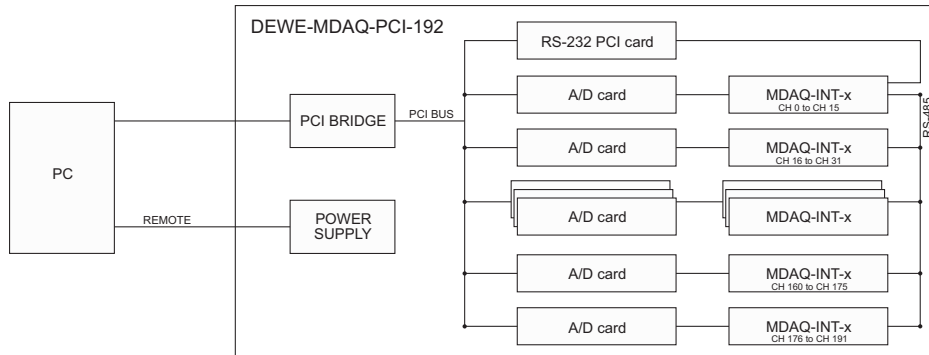 DEWE-MDAQ-PCI-192
RS-232 PCI card
A/D card
MDAQ-INT-x
CH 0 to CH 15
RS-485
PC
PCI BRIDGE
PCI BUS
A/D card
MDAQ-INT-x
CH 16 to CH 31
REMOTE
POWER
SUPPLY
A/D card
MDAQ-INT-x
A/D card
MDAQ-INT-x
CH 160 to CH 175
A/D card
MDAQ-INT-x
CH 176 to CH 191